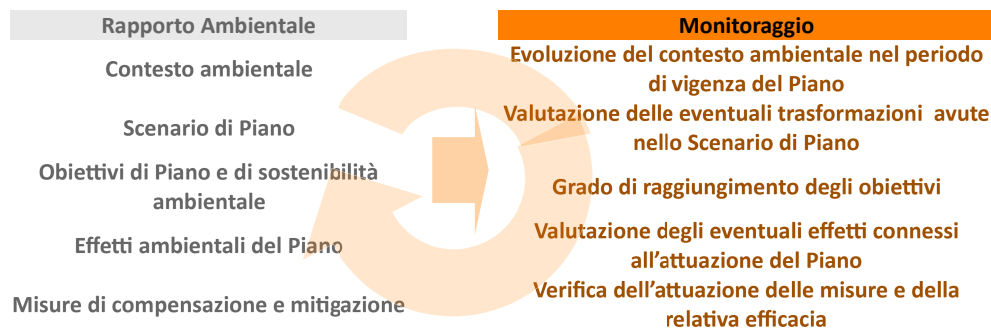 Rapporto Ambientale
Monitoraggio
Contesto ambientale
Evoluzione del contesto ambientale nel periodo
di vigenza del Piano
Scenario di Piano
Valutazione delle eventuali trasformazioni avute
nello Scenario di Piano
Obiettivi di Piano e di sostenibilità
ambientale
Grado di raggiungimento degli obiettivi
Effetti ambientali del Piano
Valutazione degli eventuali effetti connessi
all’attuazione del Piano
Misure di compensazione e mitigazione
Verifica dell’attuazione delle misure e della
relativa efficacia